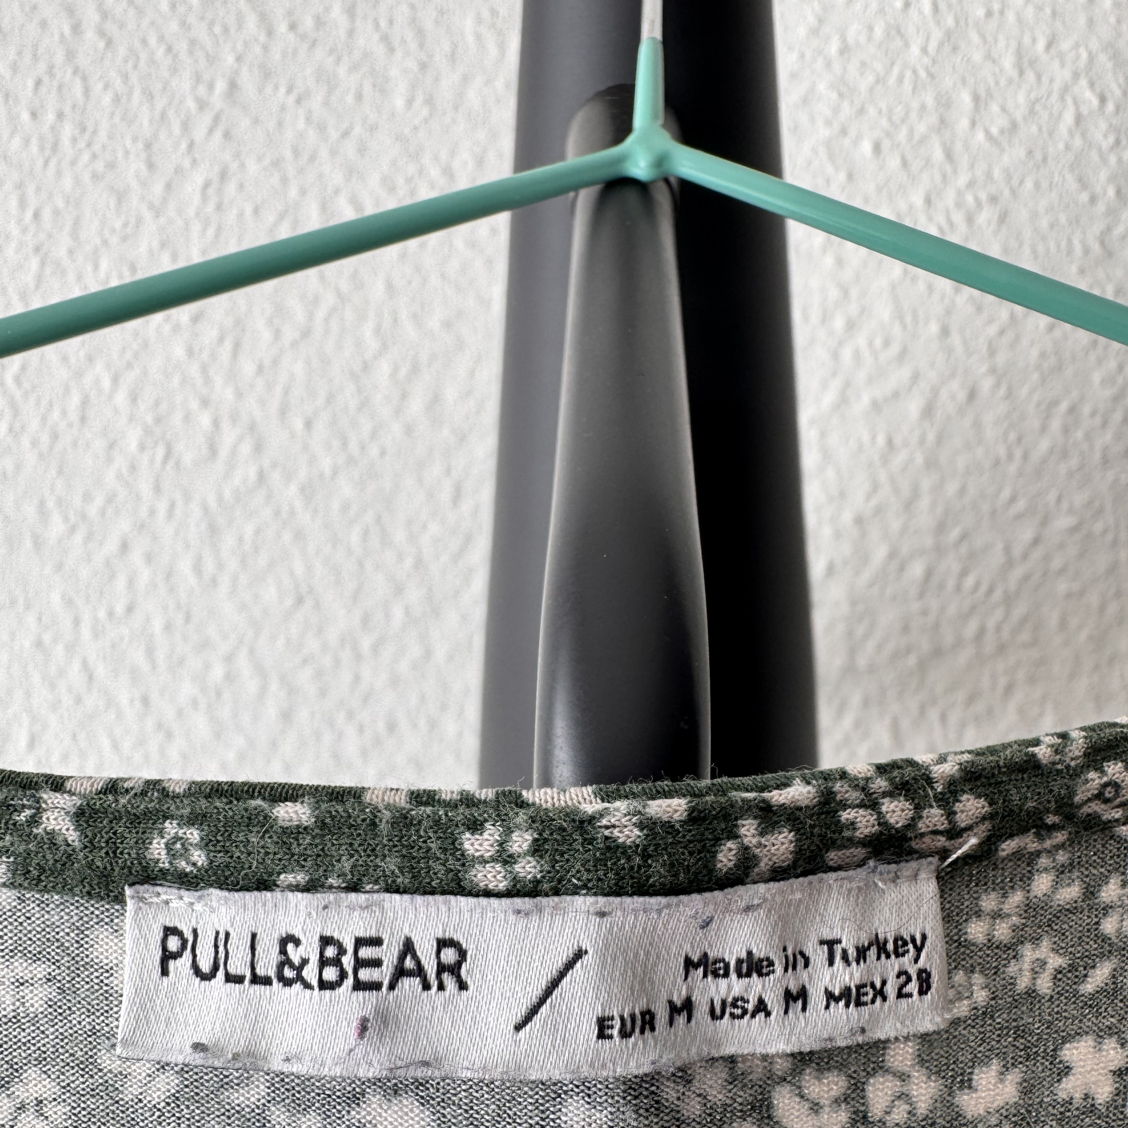 PULL&BEAR /
Made in Turkey
EUR M USA M MEX 28